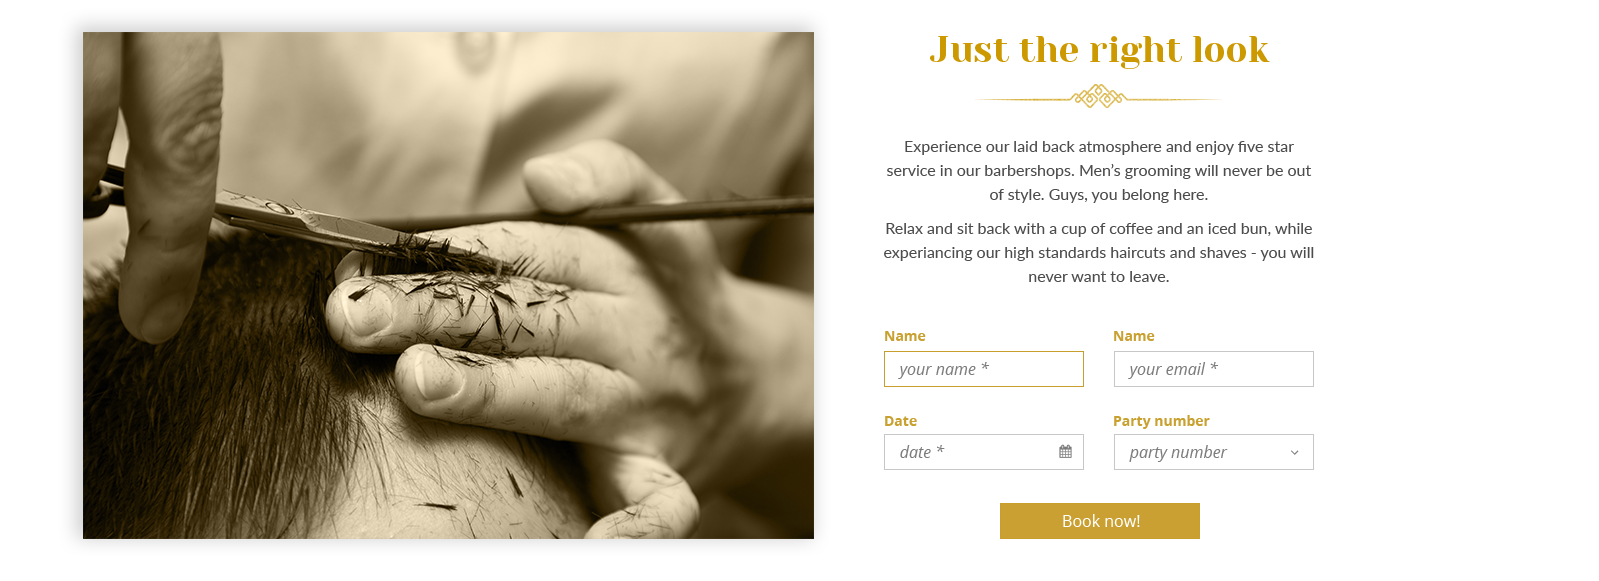 Just the right look
Experience our laid back atmosphere and enjoy five star
service in our barbershops. Men’s grooming will never be out
of style. Guys, you belong here.
Relax and sit back with a cup of coffee and an iced bun, while
experiancing our high standards haircuts and shaves - you will
never want to leave.
Name
Name
your name *
your email *
Date
Party number
date *
party number
Book now!